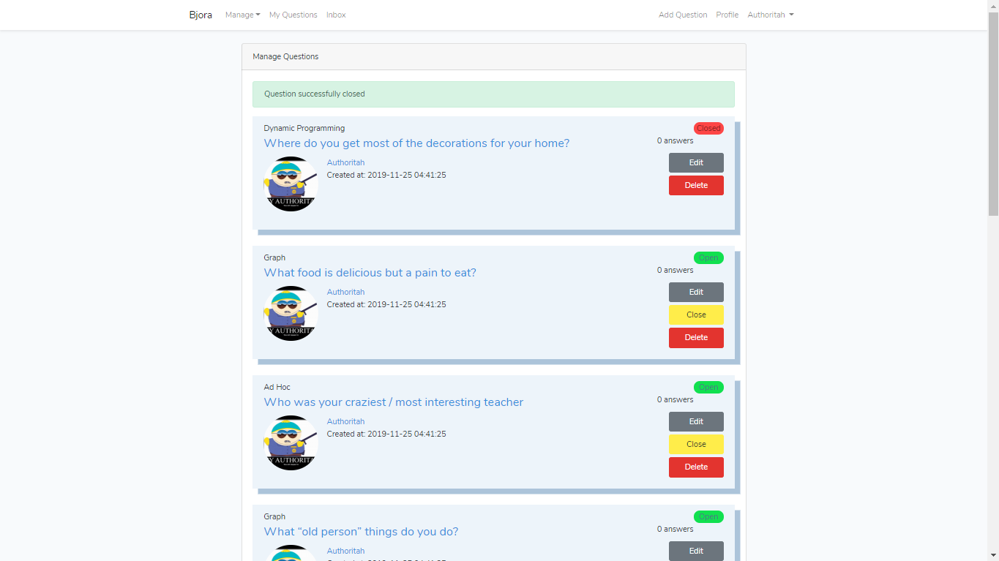 Bjora Manage My Questions Inbox Add Question Profile Authoritah
Manage Questions
Question successfully closed
Dynamic Programming Closed
Where do you get most of the decorations for your home? 0 answers
Authoritah Edit
Created at: 2019-11-25 04:41:25
Delete
Y AUTHORITA
Graph Open
What food is delicious but a pain to eat? 0 answers
Authoritah Edit
Created at: 2019-11-25 04:41:25
Close
Y AUTHORITA
Delete
Ad Hoc Open
Who was your craziest / most interesting teacher 0 answers
Authoritah Edit
Created at: 2019-11-25 04:41:25
Close
Y AUTHORITA
Delete
Graph Open
What “old person” things do you do? 0 answers
Authoritah Edit